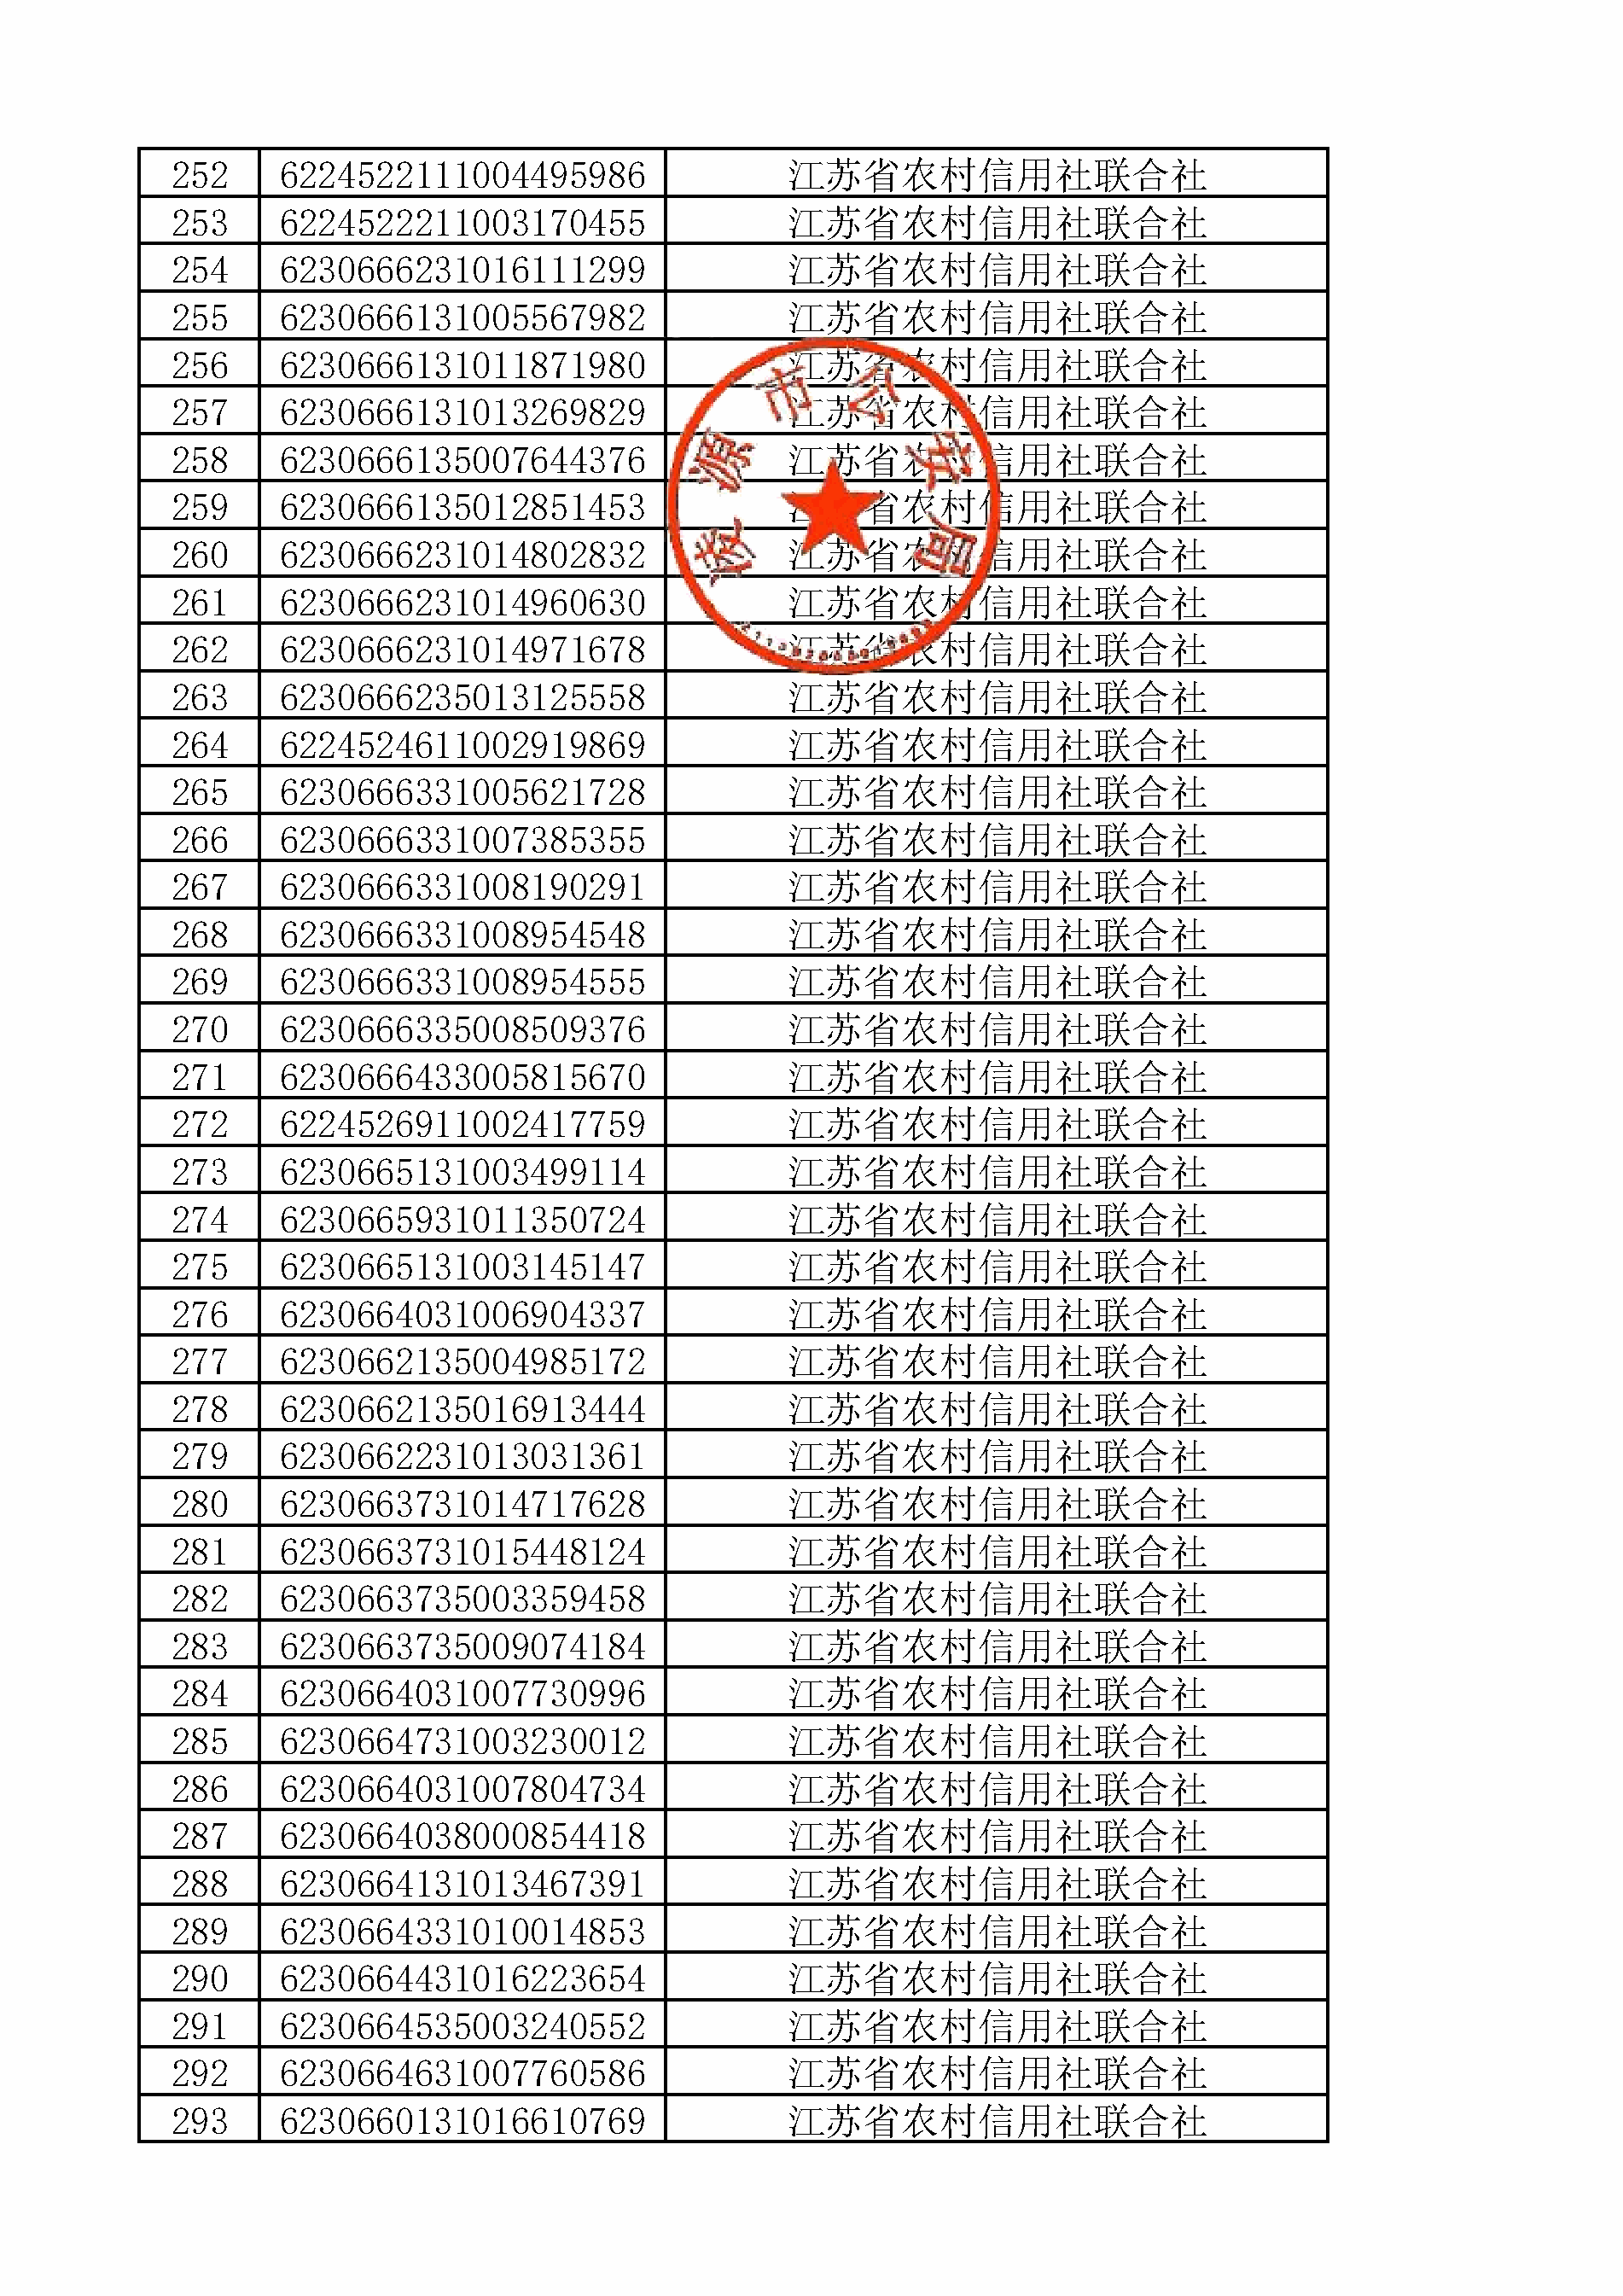 252 6224522111004495986 江苏省农村信用社联合社
253 6224522211003170455 江苏省农村信用社联合社
254 6230666231016111299 江苏省农村信用社联合社
255 6230666131005567982 江苏省农村信用社联合社
256 6230666131011871980 江苏省农村信用社联合社
257 6230666131013269829 江苏省农村信用社联合社
258 6230666135007644376 江苏省农村信用社联合社
259 6230666135012851453 江苏省农村信用社联合社
260 6230666231014802832 江苏省农村信用社联合社
261 6230666231014960630 江苏省农村信用社联合社
262 6230666231014971678 江苏省农村信用社联合社
263 6230666235013125558 江苏省农村信用社联合社
264 6224524611002919869 江苏省农村信用社联合社
265 6230666331005621728 江苏省农村信用社联合社
266 6230666331007385355 江苏省农村信用社联合社
267 6230666331008190291 江苏省农村信用社联合社
268 6230666331008954548 江苏省农村信用社联合社
269 6230666331008954555 江苏省农村信用社联合社
270 6230666335008509376 江苏省农村信用社联合社
271 6230666433005815670 江苏省农村信用社联合社
272 6224526911002417759 江苏省农村信用社联合社
273 6230665131003499114 江苏省农村信用社联合社
274 6230665931011350724 江苏省农村信用社联合社
275 6230665131003145147 江苏省农村信用社联合社
276 6230664031006904337 江苏省农村信用社联合社
277 6230662135004985172 江苏省农村信用社联合社
278 6230662135016913444 江苏省农村信用社联合社
279 6230662231013031361 江苏省农村信用社联合社
280 6230663731014717628 江苏省农村信用社联合社
281 6230663731015448124 江苏省农村信用社联合社
282 6230663735003359458 江苏省农村信用社联合社
283 6230663735009074184 江苏省农村信用社联合社
284 6230664031007730996 江苏省农村信用社联合社
285 6230664731003230012 江苏省农村信用社联合社
286 6230664031007804734 江苏省农村信用社联合社
287 6230664038000854418 江苏省农村信用社联合社
288 6230664131013467391 江苏省农村信用社联合社
289 6230664331010014853 江苏省农村信用社联合社
290 6230664431016223654 江苏省农村信用社联合社
291 6230664535003240552 江苏省农村信用社联合社
292 6230664631007760586 江苏省农村信用社联合社
293 6230660131016610769 江苏省农村信用社联合社
凌源市公安局